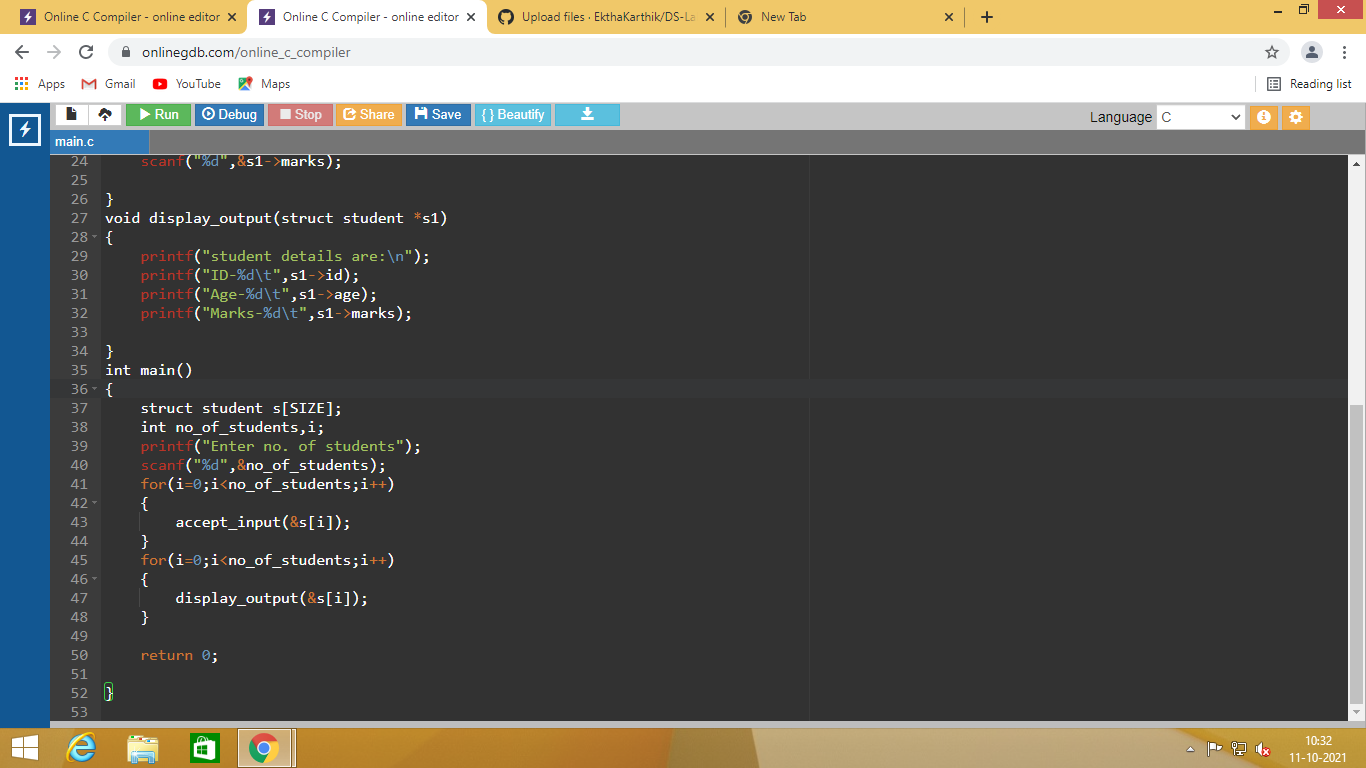 Online C Compiler - online editor
Online C Compiler - online editor
Upload files · EkthaKarthik/DS-La
New Tab
onlinegdb.com/online_c_compiler
Apps Gmail YouTube Maps Reading list
Run Debug Stop Share Save { } Beautify Language C
main.c
24 scanf("%d",&s1->marks);
25
26 }
27 void display_output(struct student *s1)
28 {
29 printf("student details are:\n");
30 printf("ID-%d\t",s1->id);
31 printf("Age-%d\t",s1->age);
32 printf("Marks-%d\t",s1->marks);
33
34 }
35 int main()
36 {
37 struct student s[SIZE];
38 int no_of_students,i;
39 printf("Enter no. of students");
40 scanf("%d",&no_of_students);
41 for(i=0;i<no_of_students;i++)
42 {
43 accept_input(&s[i]);
44 }
45 for(i=0;i<no_of_students;i++)
46 {
47 display_output(&s[i]);
48 }
49
50 return 0;
51
52 }
53
10:32
11-10-2021